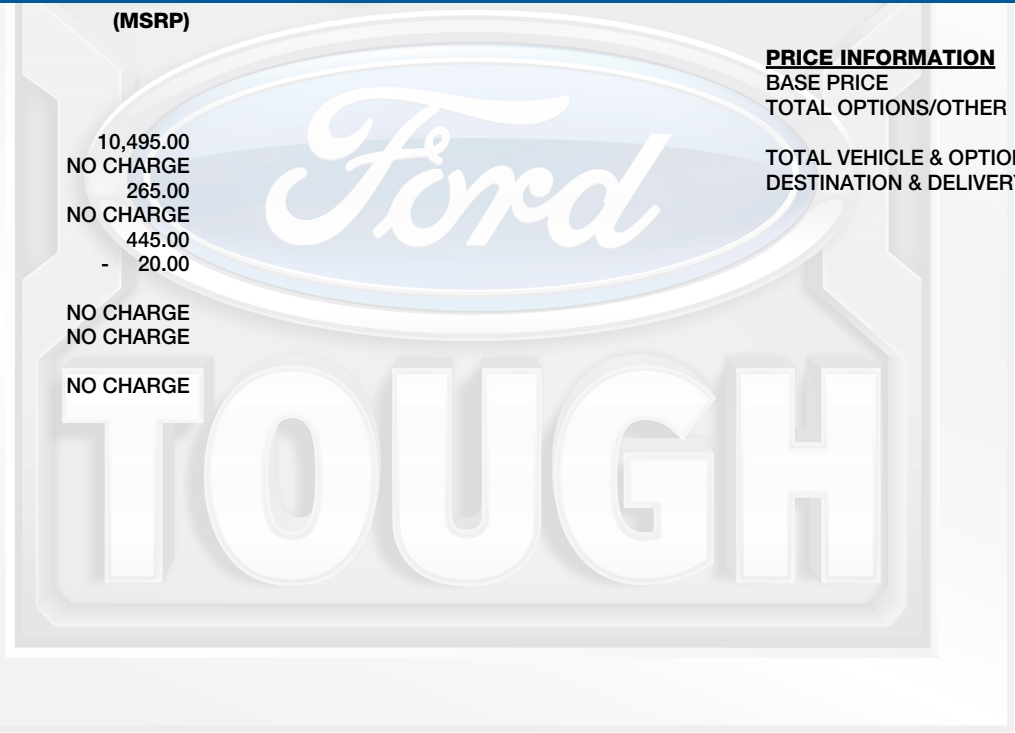 (MSRP)
10,495.00
NO CHARGE
265.00
NO CHARGE
445.00
- 20.00
NO CHARGE
NO CHARGE
NO CHARGE
PRICE INFORMATION
BASE PRICE
TOTAL OPTIONS/OTHER
TOTAL VEHICLE & OPTION
DESTINATION & DELIVERY
Ford
TOUGH